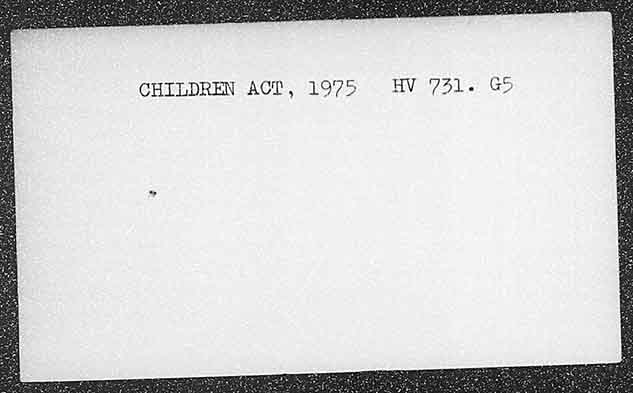 CHILDREN ACT, 1975 HV 731. G5